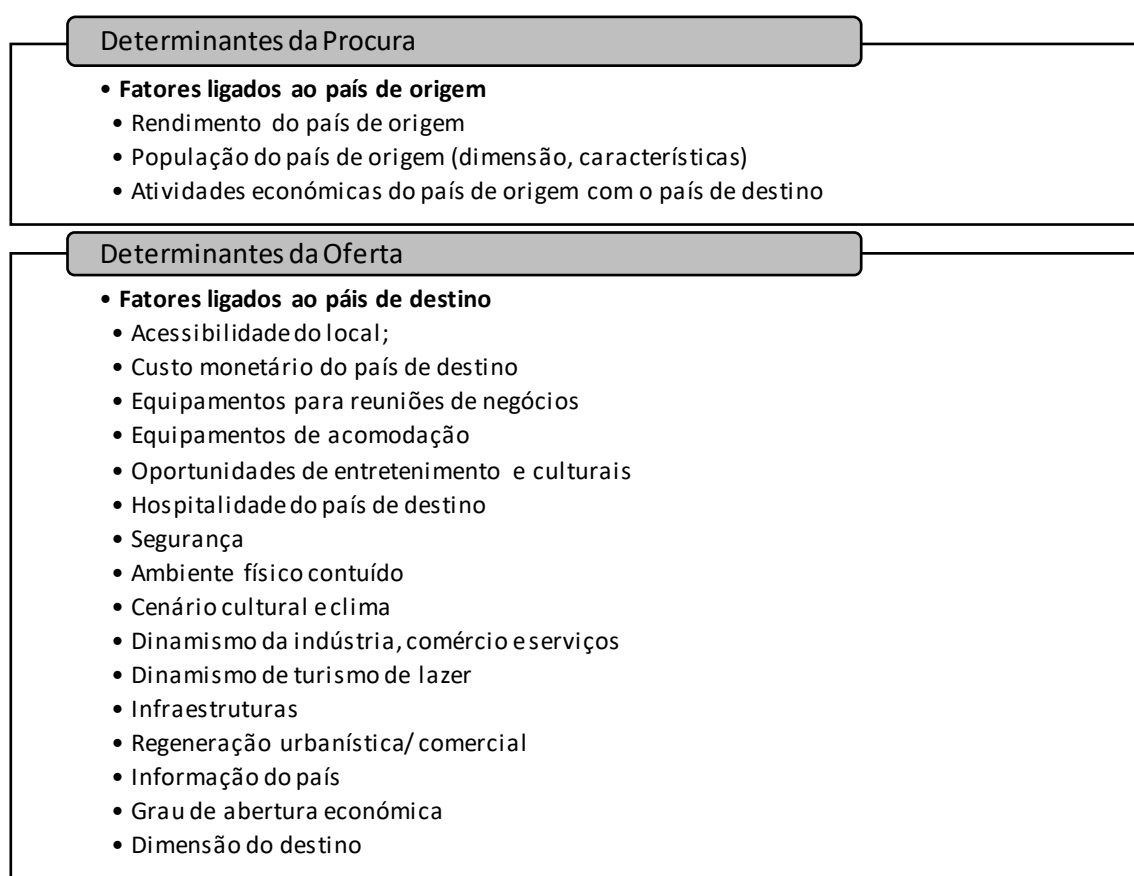 Determinantes da Procura
• Fatores ligados ao país de origem
• Rendimento do país de origem
• População do país de origem (dimensão, características)
• Atividades económicas do país de origem com o país de destino
Determinantes da Oferta
• Fatores ligados ao páis de destino
• Acessibilidade do local;
• Custo monetário do país de destino
• Equipamentos para reuniões de negócios
• Equipamentos de acomodação
• Oportunidades de entretenimento e culturais
• Hospitalidade do país de destino
• Segurança
• Ambiente físico contuído
• Cenário cultural e clima
• Dinamismo da indústria, comércio e serviços
• Dinamismo de turismo de lazer
• Infraestruturas
• Regeneração urbanística/ comercial
• Informação do país
• Grau de abertura económica
• Dimensão do destino